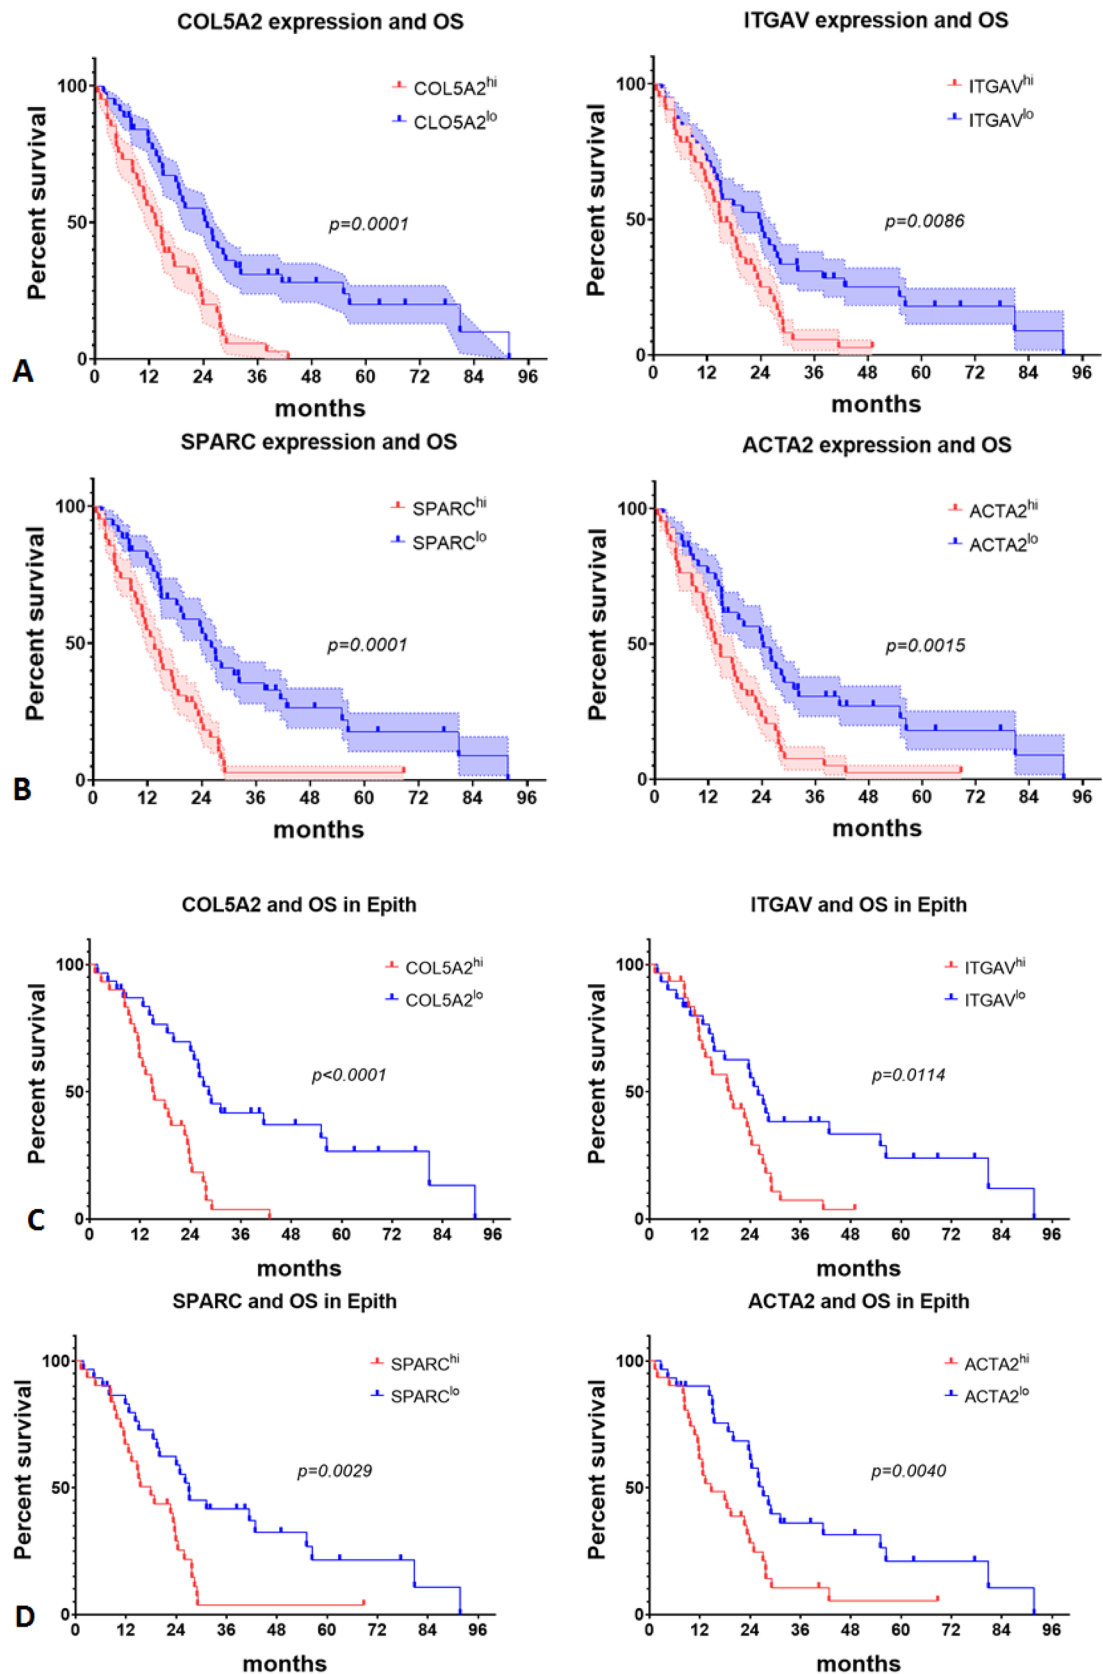 COL5A2 expression and OS
COL5A2hi
CLO5A2lo
p=0.0001
Percent survival
100
50
0
0 12 24 36 48 60 72 84 96
months
A
ITGAV expression and OS
ITGAVhi
ITGAVlo
p=0.0086
Percent survival
100
50
0
0 12 24 36 48 60 72 84 96
months
SPARC expression and OS
SPARChi
SPARClo
p=0.0001
Percent survival
100
50
0
0 12 24 36 48 60 72 84 96
months
B
ACTA2 expression and OS
ACTA2hi
ACTA2lo
p=0.0015
Percent survival
100
50
0
0 12 24 36 48 60 72 84 96
months
COL5A2 and OS in Epith
COL5A2hi
COL5A2lo
p<0.0001
Percent survival
100
50
0
0 12 24 36 48 60 72 84 96
months
C
ITGAV and OS in Epith
ITGAVhi
ITGAVlo
p=0.0114
Percent survival
100
50
0
0 12 24 36 48 60 72 84 96
months
SPARC and OS in Epith
SPARChi
SPARClo
p=0.0029
Percent survival
100
50
0
0 12 24 36 48 60 72 84 96
months
D
ACTA2 and OS in Epith
ACTA2hi
ACTA2lo
p=0.0040
Percent survival
100
50
0
0 12 24 36 48 60 72 84 96
months